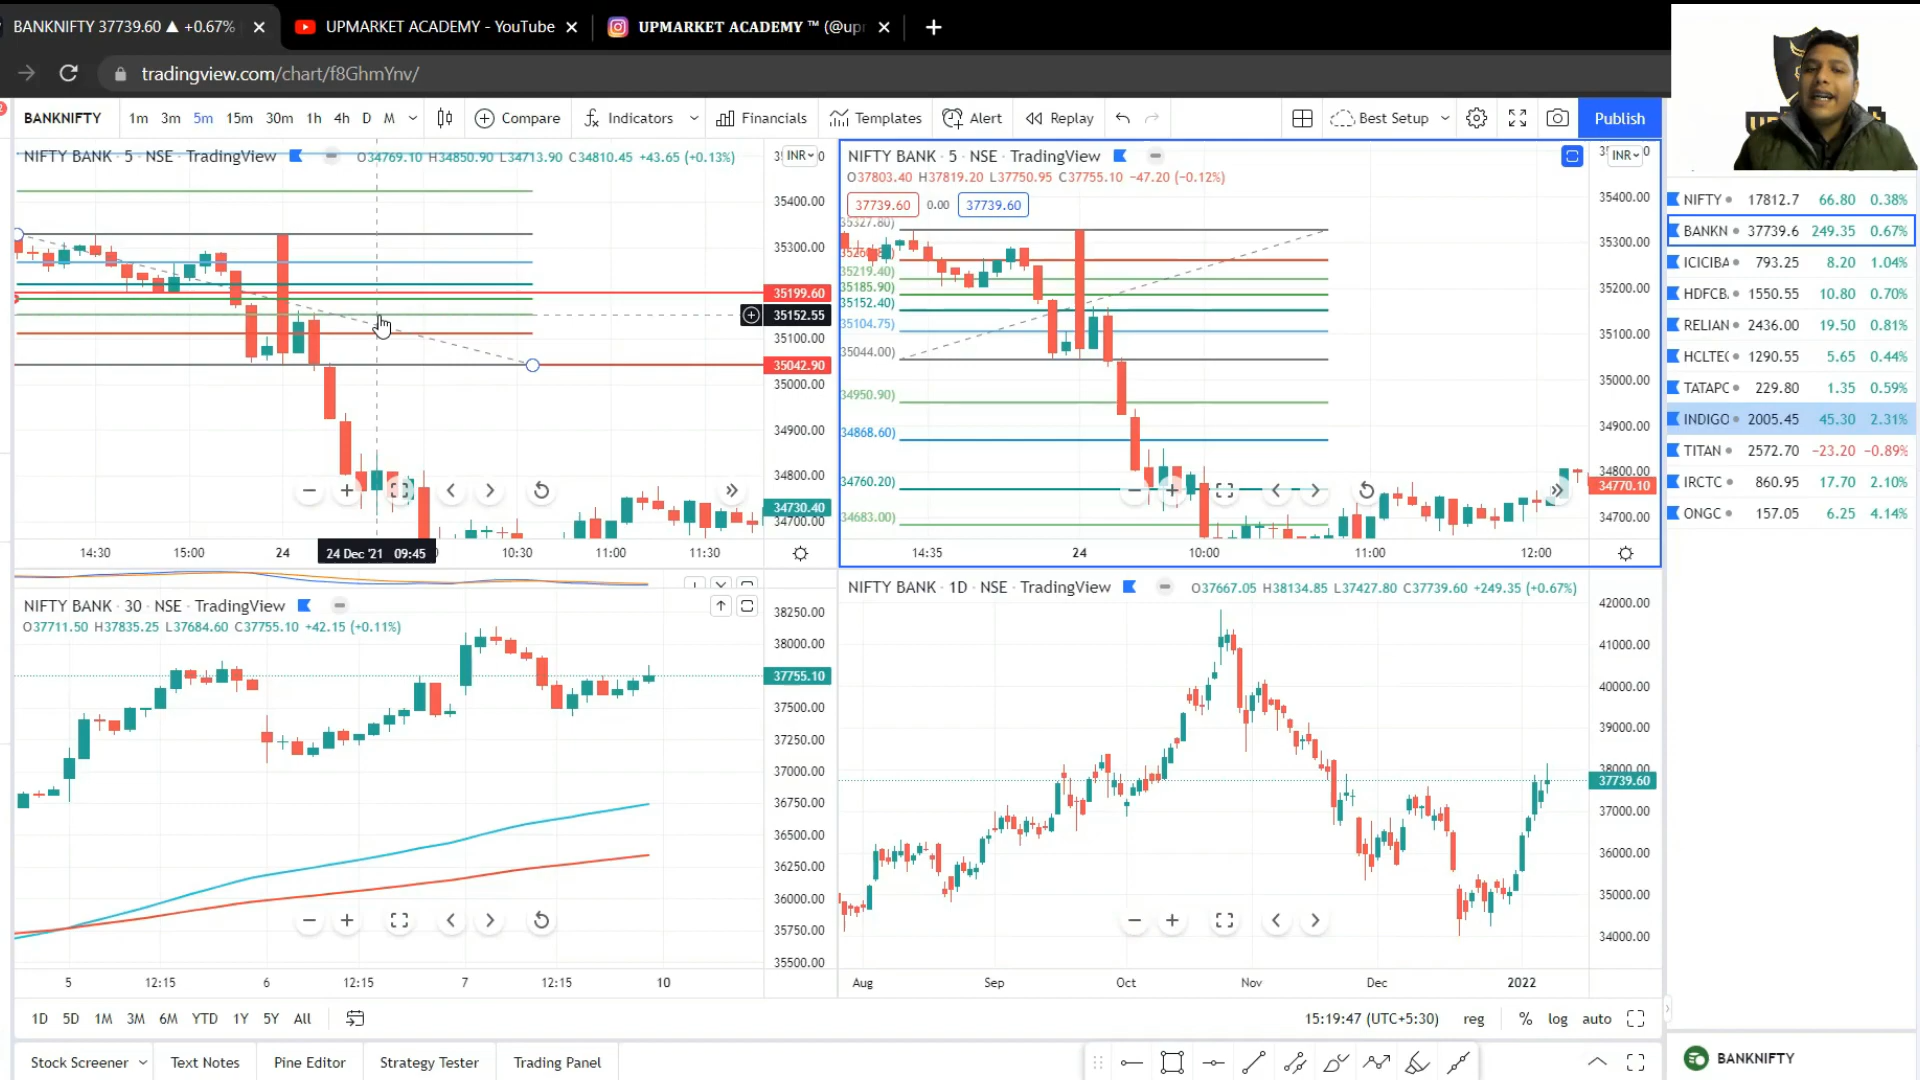 BANKNIFTY 37739.60 ▲ +0.67%
UPMARKET ACADEMY - YouTube
UPMARKET ACADEMY ™ (@up
tradingview.com/chart/f8GhmYnv/
BANKNIFTY 1m 3m 5m 15m 30m 1h 4h D M Compare Indicators Financials Templates Alert Replay Best Setup Publish
NIFTY BANK · 5 · NSE · TradingView O34769.10 H34850.90 L34713.90 C34810.45 +43.65 (+0.13%)
INR
35400.00
35300.00
35199.60
35152.55
35100.00
35042.90
35000.00
34900.00
34800.00
34730.40
34700.00
14:30 15:00 24 24 Dec '21 09:45 10:30 11:00 11:30
NIFTY BANK · 5 · NSE · TradingView
O37803.40 H37819.20 L37750.95 C37755.10 -47.20 (-0.12%)
37739.60 0.00 37739.60
INR
35327.80)
35219.40)
35185.90)
35152.40)
35104.75)
35044.00)
34950.90)
34868.60)
34760.20)
34683.00)
35400.00
35300.00
35200.00
35100.00
35000.00
34900.00
34800.00
34770.10
34700.00
14:35 24 10:00 11:00 12:00
NIFTY BANK · 30 · NSE · TradingView
O37711.50 H37835.25 L37684.60 C37755.10 +42.15 (+0.11%)
38250.00
38000.00
37755.10
37500.00
37250.00
37000.00
36750.00
36500.00
36250.00
36000.00
35750.00
35500.00
5 12:15 6 12:15 7 12:15 10
NIFTY BANK · 1D · NSE · TradingView O37667.05 H38134.85 L37427.80 C37739.60 +249.35 (+0.67%)
42000.00
41000.00
40000.00
39000.00
38000.00
37739.60
37000.00
36000.00
35000.00
34000.00
Aug Sep Oct Nov Dec 2022
1D 5D 1M 3M 6M YTD 1Y 5Y All
15:19:47 (UTC+5:30) reg % log auto
Stock Screener Text Notes Pine Editor Strategy Tester Trading Panel
NIFTY 17812.7 66.80 0.38%
BANKN 37739.6 249.35 0.67%
ICICIBA 793.25 8.20 1.04%
HDFCB 1550.55 10.80 0.70%
RELIAN 2436.00 19.50 0.81%
HCLTEC 1290.55 5.65 0.44%
TATAPO 229.80 1.35 0.59%
INDIGO 2005.45 45.30 2.31%
TITAN 2572.70 -23.20 -0.89%
IRCTC 860.95 17.70 2.10%
ONGC 157.05 6.25 4.14%
BANKNIFTY